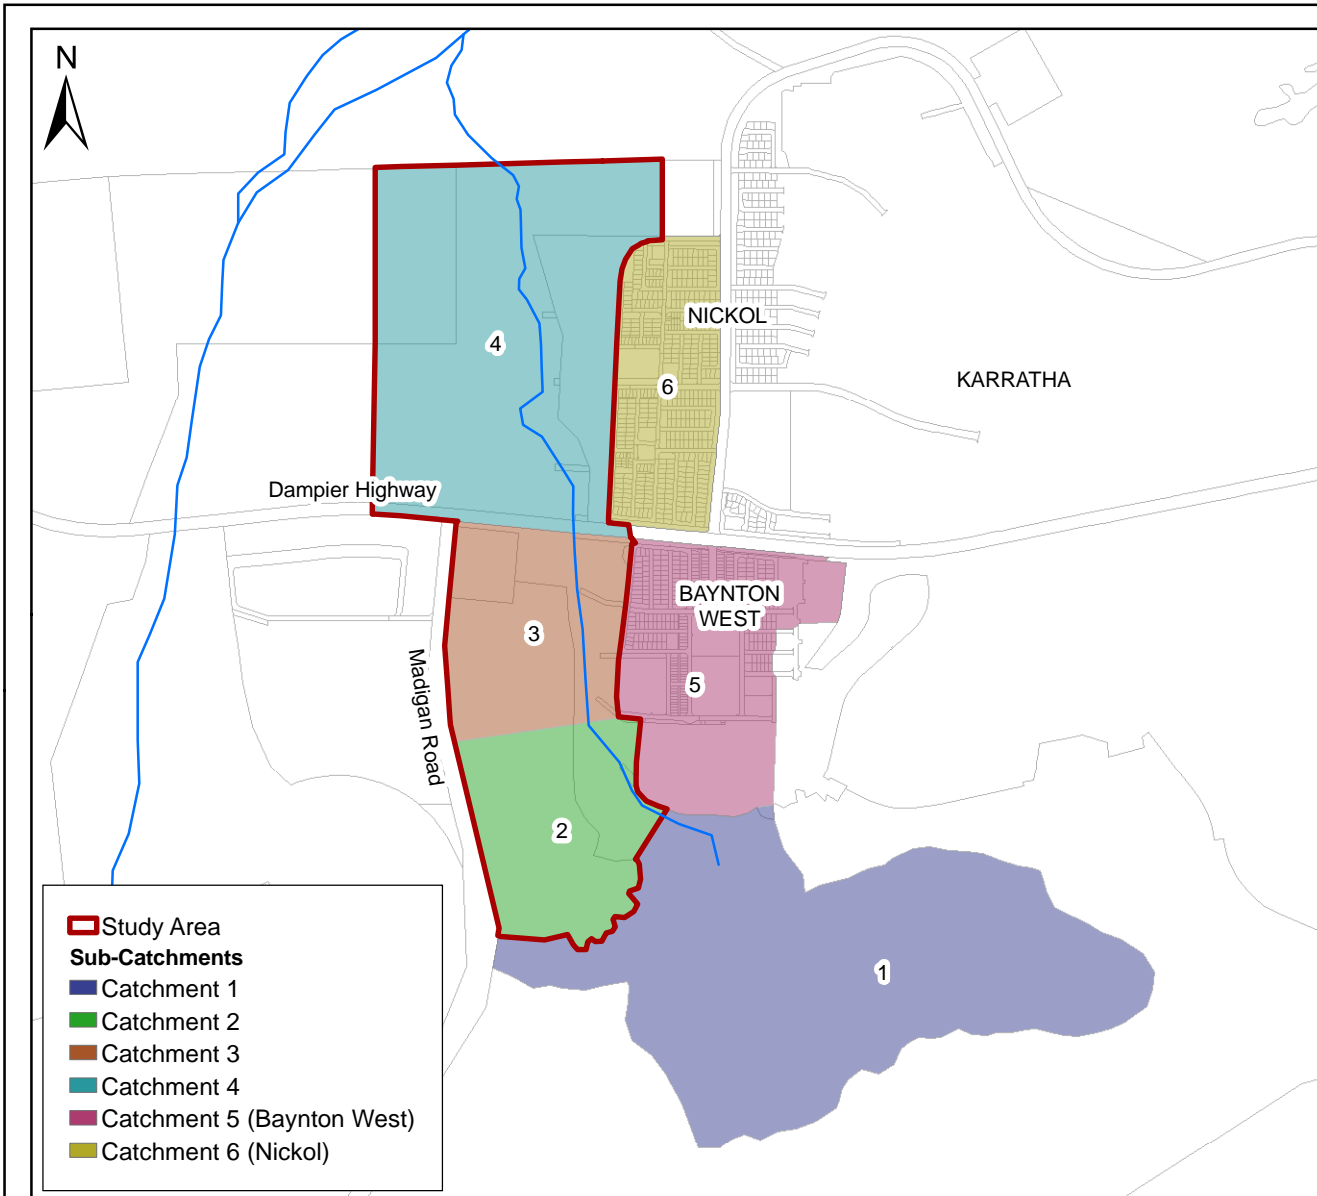 N
NICKOL
4
6
KARRATHA
Dampier Highway
BAYNTON
WEST
3
Madigan Road
5
2
1
Study Area
Sub-Catchments
Catchment 1
Catchment 2
Catchment 3
Catchment 4
Catchment 5 (Baynton West)
Catchment 6 (Nickol)